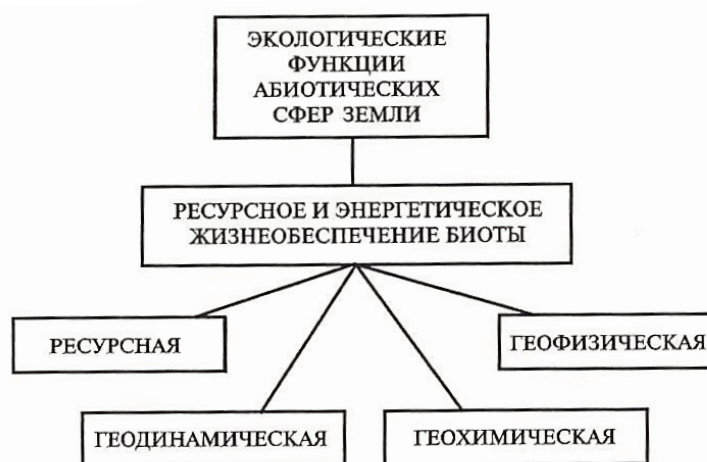 ЭКОЛОГИЧЕСКИЕ
ФУНКЦИИ
АБИОТИЧЕСКИХ
СФЕР ЗЕМЛИ
РЕСУРСНОЕ И ЭНЕРГЕТИЧЕСКОЕ
ЖИЗНЕОБЕСПЕЧЕНИЕ БИОТЫ
РЕСУРСНАЯ
ГЕОФИЗИЧЕСКАЯ
ГЕОДИНАМИЧЕСКАЯ
ГЕОХИМИЧЕСКАЯ